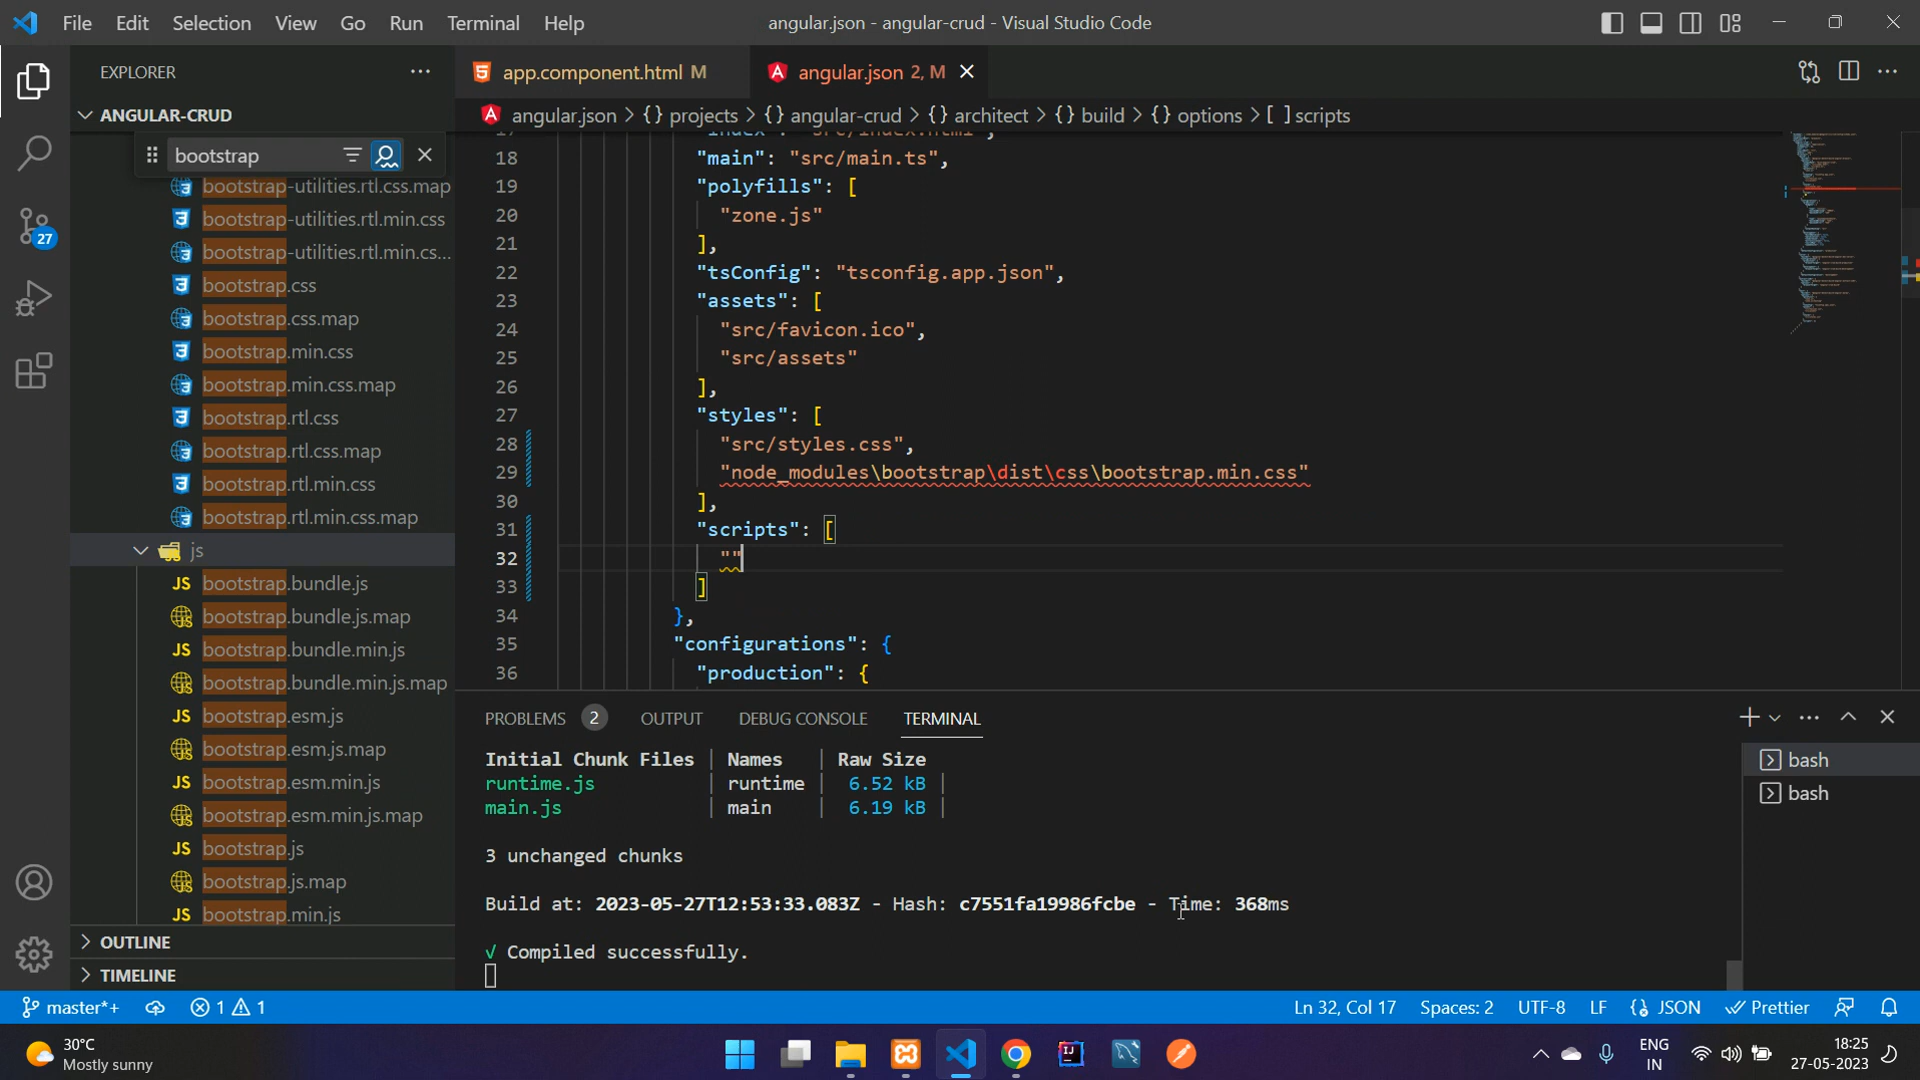 File Edit Selection View Go Run Terminal Help
angular.json - angular-crud - Visual Studio Code
EXPLORER
ANGULAR-CRUD
bootstrap
bootstrap-utilities.rtl.css.map
bootstrap-utilities.rtl.min.css
bootstrap-utilities.rtl.min.cs...
bootstrap.css
bootstrap.css.map
bootstrap.min.css
bootstrap.min.css.map
bootstrap.rtl.css
bootstrap.rtl.css.map
bootstrap.rtl.min.css
bootstrap.rtl.min.css.map
js
JS bootstrap.bundle.js
bootstrap.bundle.js.map
JS bootstrap.bundle.min.js
bootstrap.bundle.min.js.map
JS bootstrap.esm.js
bootstrap.esm.js.map
JS bootstrap.esm.min.js
bootstrap.esm.min.js.map
JS bootstrap.js
bootstrap.js.map
JS bootstrap.min.js
OUTLINE
TIMELINE
27
app.component.html M
angular.json 2, M
angular.json > {} projects > {} angular-crud > {} architect > {} build > {} options > [ ] scripts
17 "index": "src/index.html",
18 "main": "src/main.ts",
19 "polyfills": [
20 "zone.js"
21 ],
22 "tsConfig": "tsconfig.app.json",
23 "assets": [
24 "src/favicon.ico",
25 "src/assets"
26 ],
27 "styles": [
28 "src/styles.css",
29 "node_modules\bootstrap\dist\css\bootstrap.min.css"
30 ],
31 "scripts": [
32 ""
33 ]
34 },
35 "configurations": {
36 "production": {
PROBLEMS 2 OUTPUT DEBUG CONSOLE TERMINAL
Initial Chunk Files | Names | Raw Size
runtime.js | runtime | 6.52 kB |
main.js | main | 6.19 kB |
3 unchanged chunks
Build at: 2023-05-27T12:53:33.083Z - Hash: c7551fa19986fcbe - Time: 368ms
√ Compiled successfully.
bash
bash
master*+ 1 1 Ln 32, Col 17 Spaces: 2 UTF-8 LF {} JSON Prettier
30°C
Mostly sunny
ENG
IN
18:25
27-05-2023